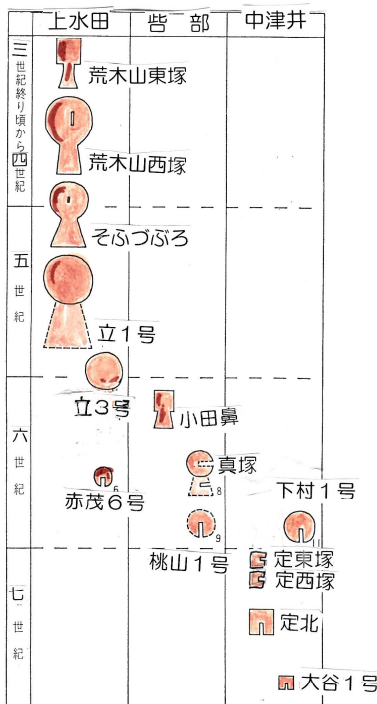 上水田
呰部
中津井
三世紀終り頃から四世紀
荒木山東塚
荒木山西塚
そふづぶろ
五世紀
立1号
立3号
六世紀
小田鼻
真塚
8
赤茂6号
6
下村1号
11
桃山1号
9
定東塚
定西塚
七世紀
定北
大谷1号